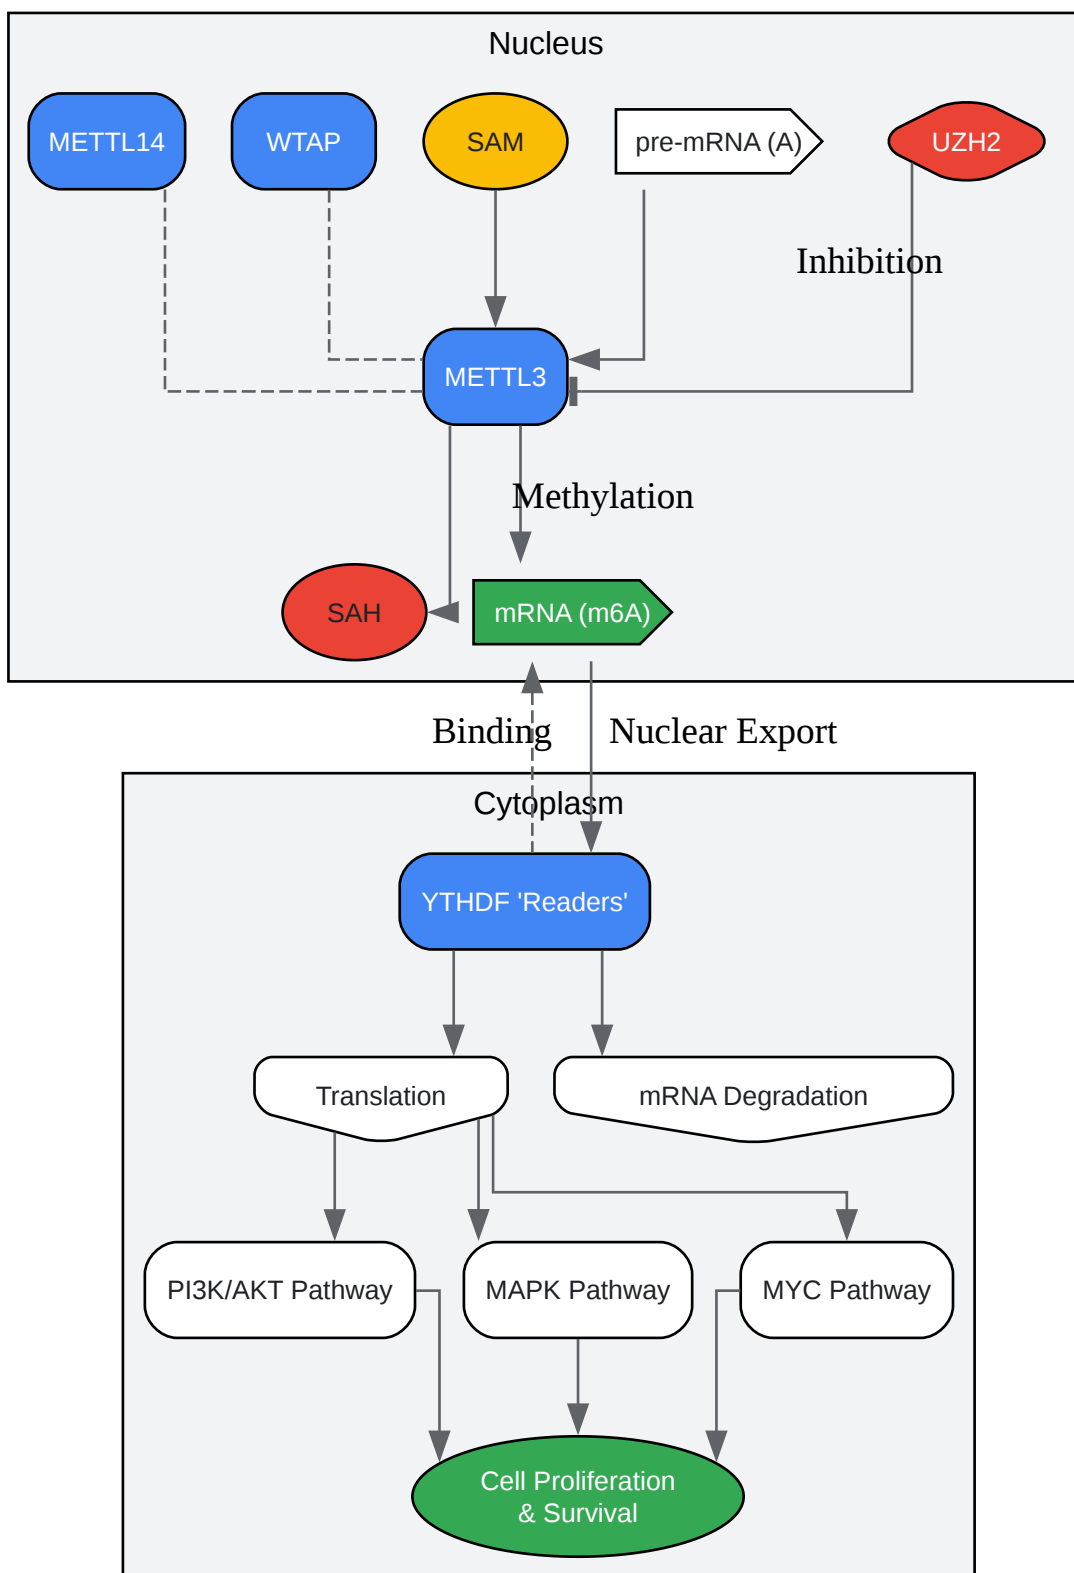 Nucleus
METTL14
WTAP
SAM
pre-mRNA (A)
UZH2
Inhibition
METTL3
Methylation
SAH
mRNA (m6A)
Binding
Nuclear Export
Cytoplasm
YTHDF 'Readers'
Translation
mRNA Degradation
PI3K/AKT Pathway
MAPK Pathway
MYC Pathway
Cell Proliferation
& Survival